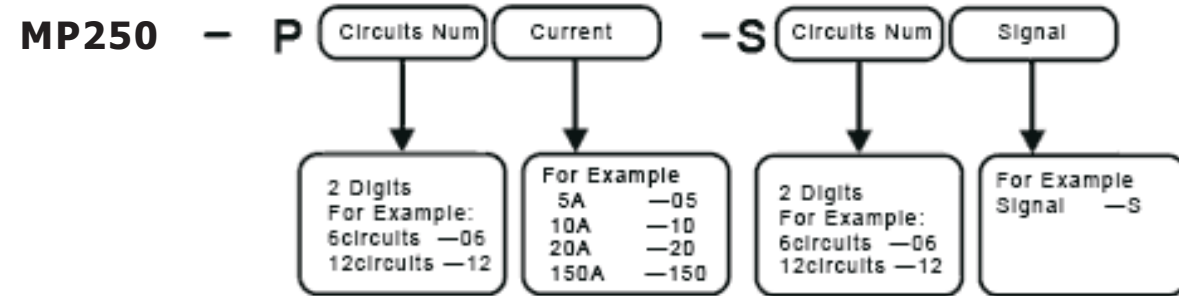 MP250 – P Circuits Num Current –S Circuits Num Signal
2 Digits
For Example:
6circuits —06
12circuits —12
For Example
5A —05
10A —10
20A —20
150A —150
2 Digits
For Example:
6circuits —06
12circuits —12
For Example
Signal —S